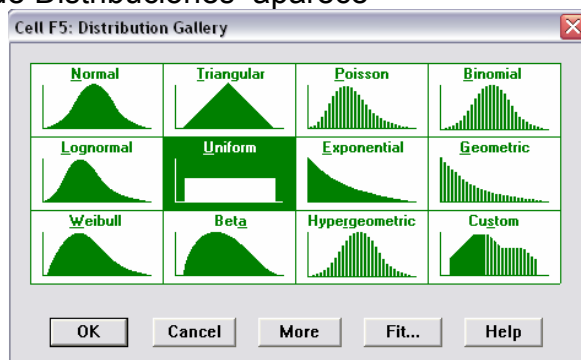 de Distribuciones aparece
Cell F5: Distribution Gallery
Normal Triangular Poisson Binomial
Lognormal Uniform Exponential Geometric
Weibull Beta Hypergeometric Custom
OK Cancel More Fit... Help